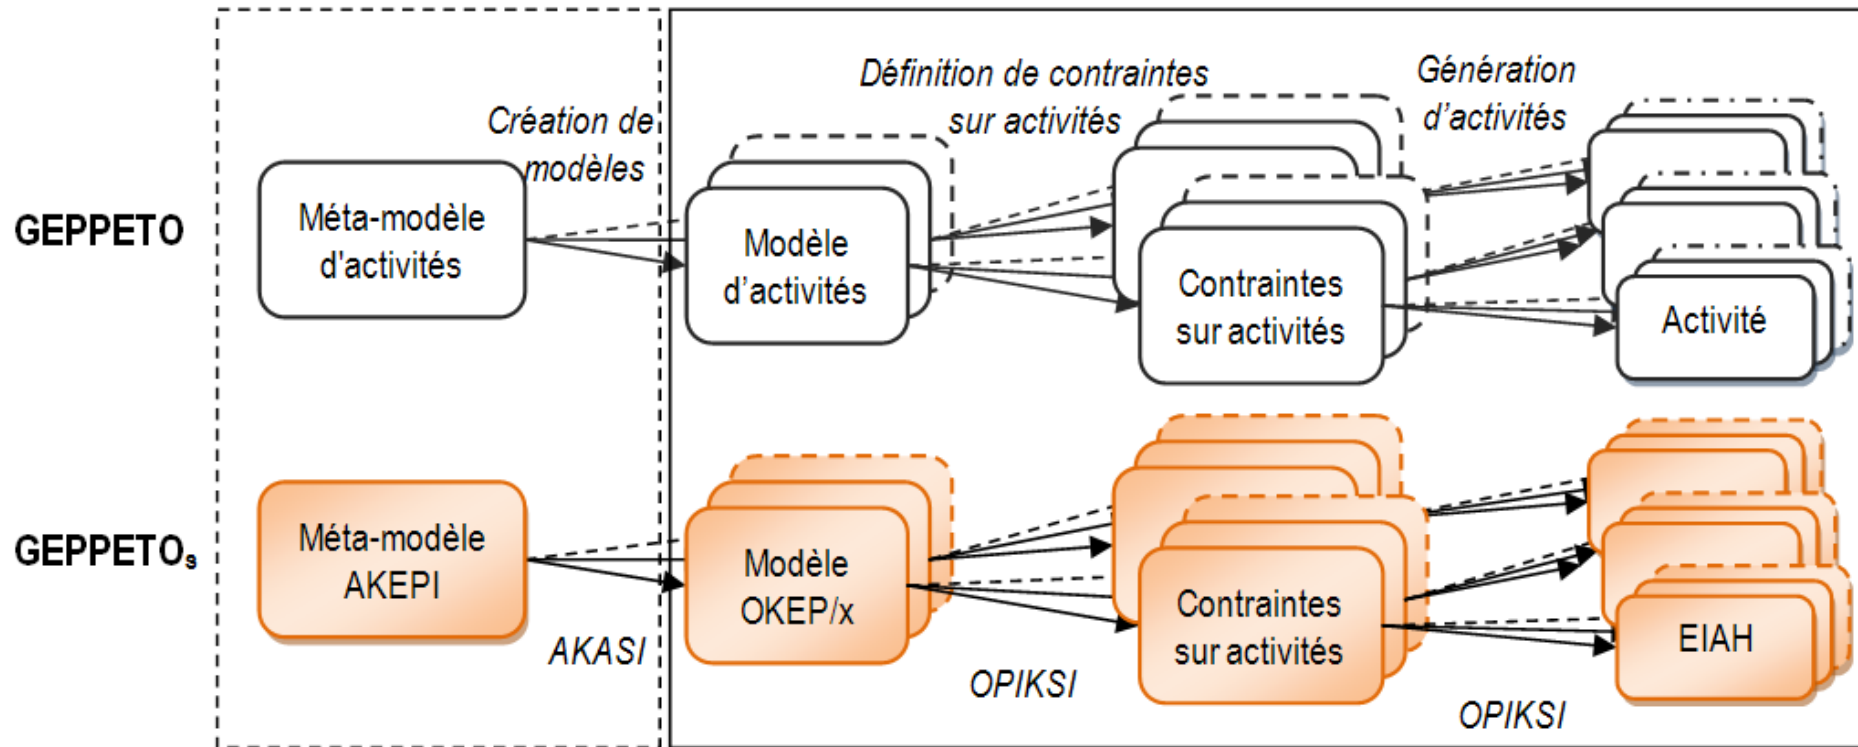 Définition de contraintes
sur activités
Génération
d'activités
Création de
modèles
GEPPETO
Méta-modèle
d'activités
Modèle
d'activités
Contraintes
sur activités
Activité
GEPPETOs
Méta-modèle
AKEPI
Modèle
OKEP/x
Contraintes
sur activités
EIAH
AKASI
OPIKSI
OPIKSI